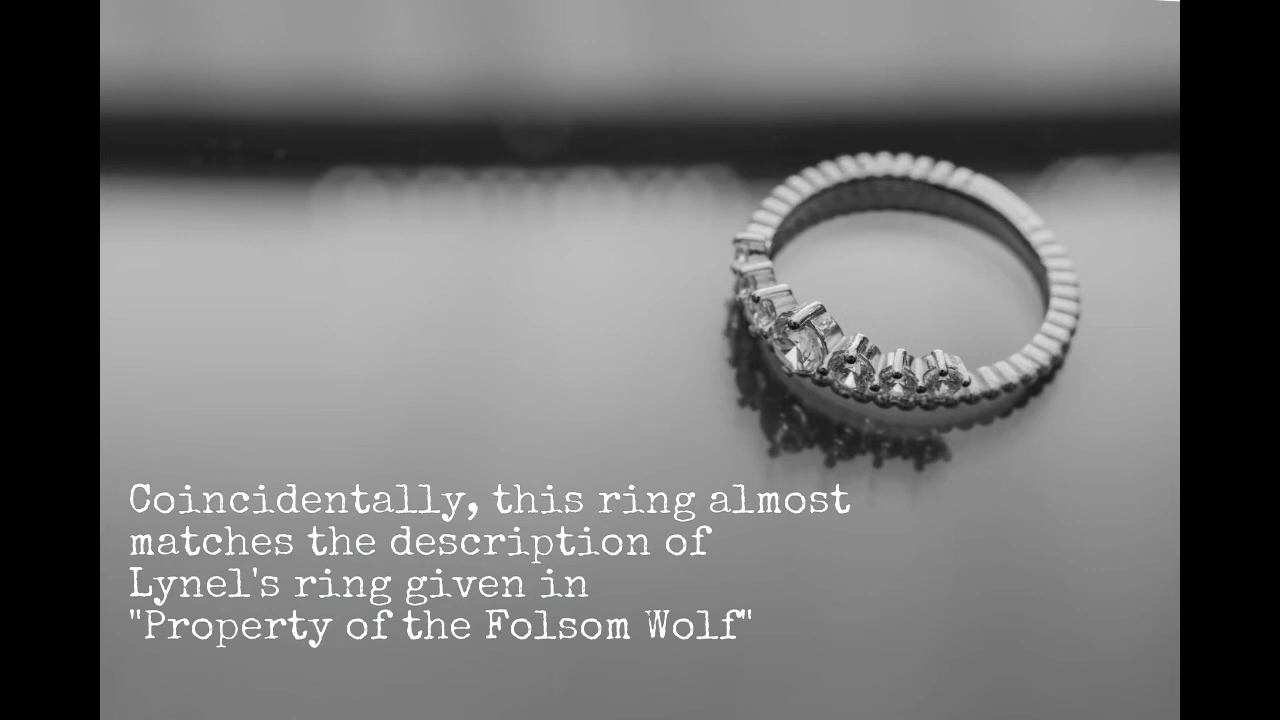 Coincidentally, this ring almost
matches the description of
Lynel's ring given in
"Property of the Folsom Wolf"